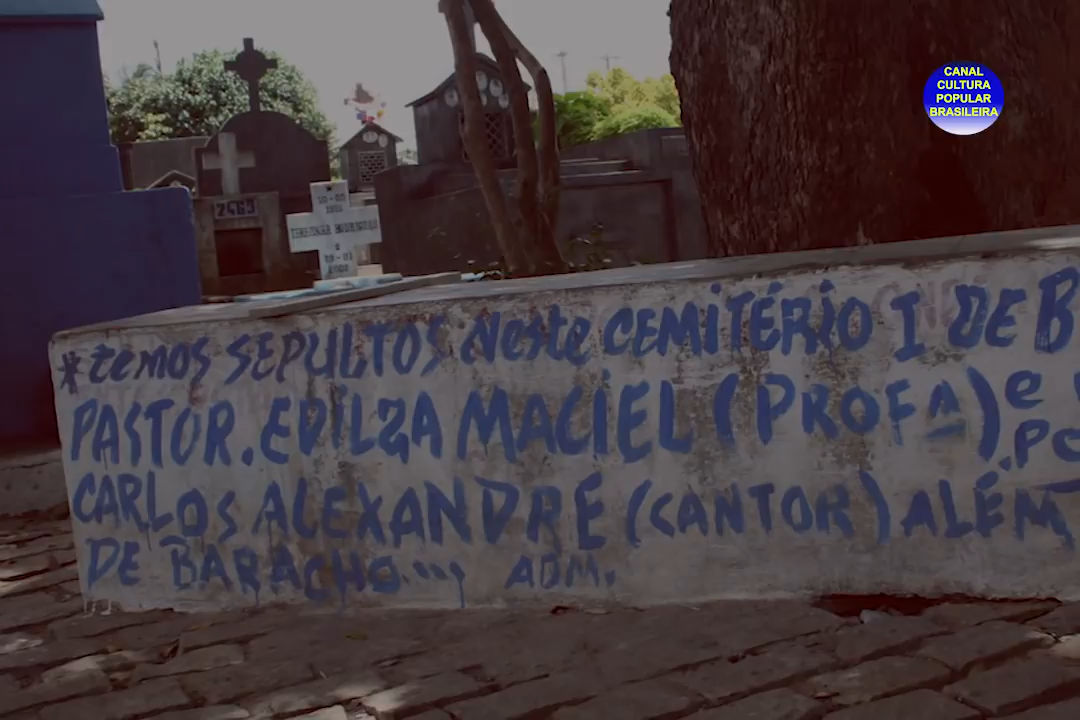 CANAL
CULTURA
POPULAR
BRASILEIRA
2463
*temos SEPULTOS Neste CEMITÉRIO I DE B
PASTOR. EDILZA MACIEL (PROFª) e
CARLOS ALEXANDRE (CANTOR) ALÉM
DE BARACHO...., ADM.